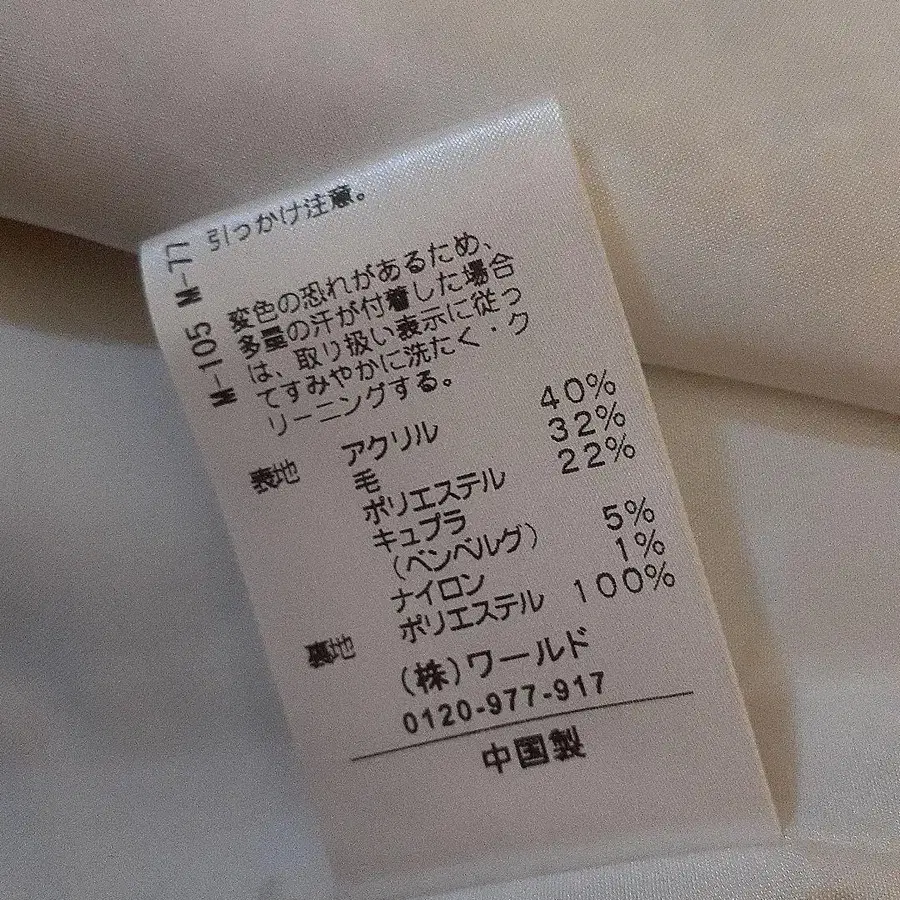 M-77 引っかけ注意。
M-105 変色の恐れがあるため、
多量の汗が付着した場合
は、取り扱い表示に従っ
てすみやかに洗たく・ク
リーニングする。
表地 アクリル 40%
毛 32%
ポリエステル 22%
キュプラ
(ベンベルグ) 5%
ナイロン 1%
裏地 ポリエステル 100%
(株)ワールド
0120-977-917
中国製